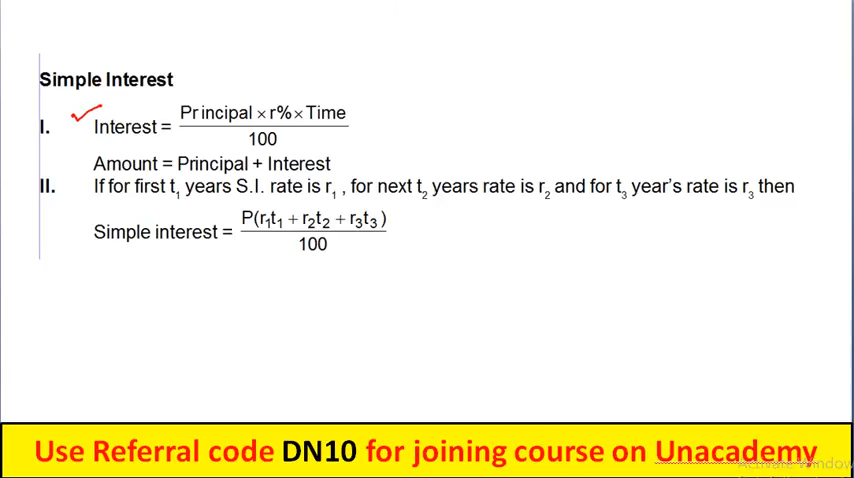 Simple Interest
I. Interest = Principal × r% × Time / 100
Amount = Principal + Interest
II. If for first t₁ years S.I. rate is r₁ , for next t₂ years rate is r₂ and for t₃ year's rate is r₃ then
Simple interest = P(r₁t₁ + r₂t₂ + r₃t₃ ) / 100
Use Referral code DN10 for joining course on Unacademy
Activate Window